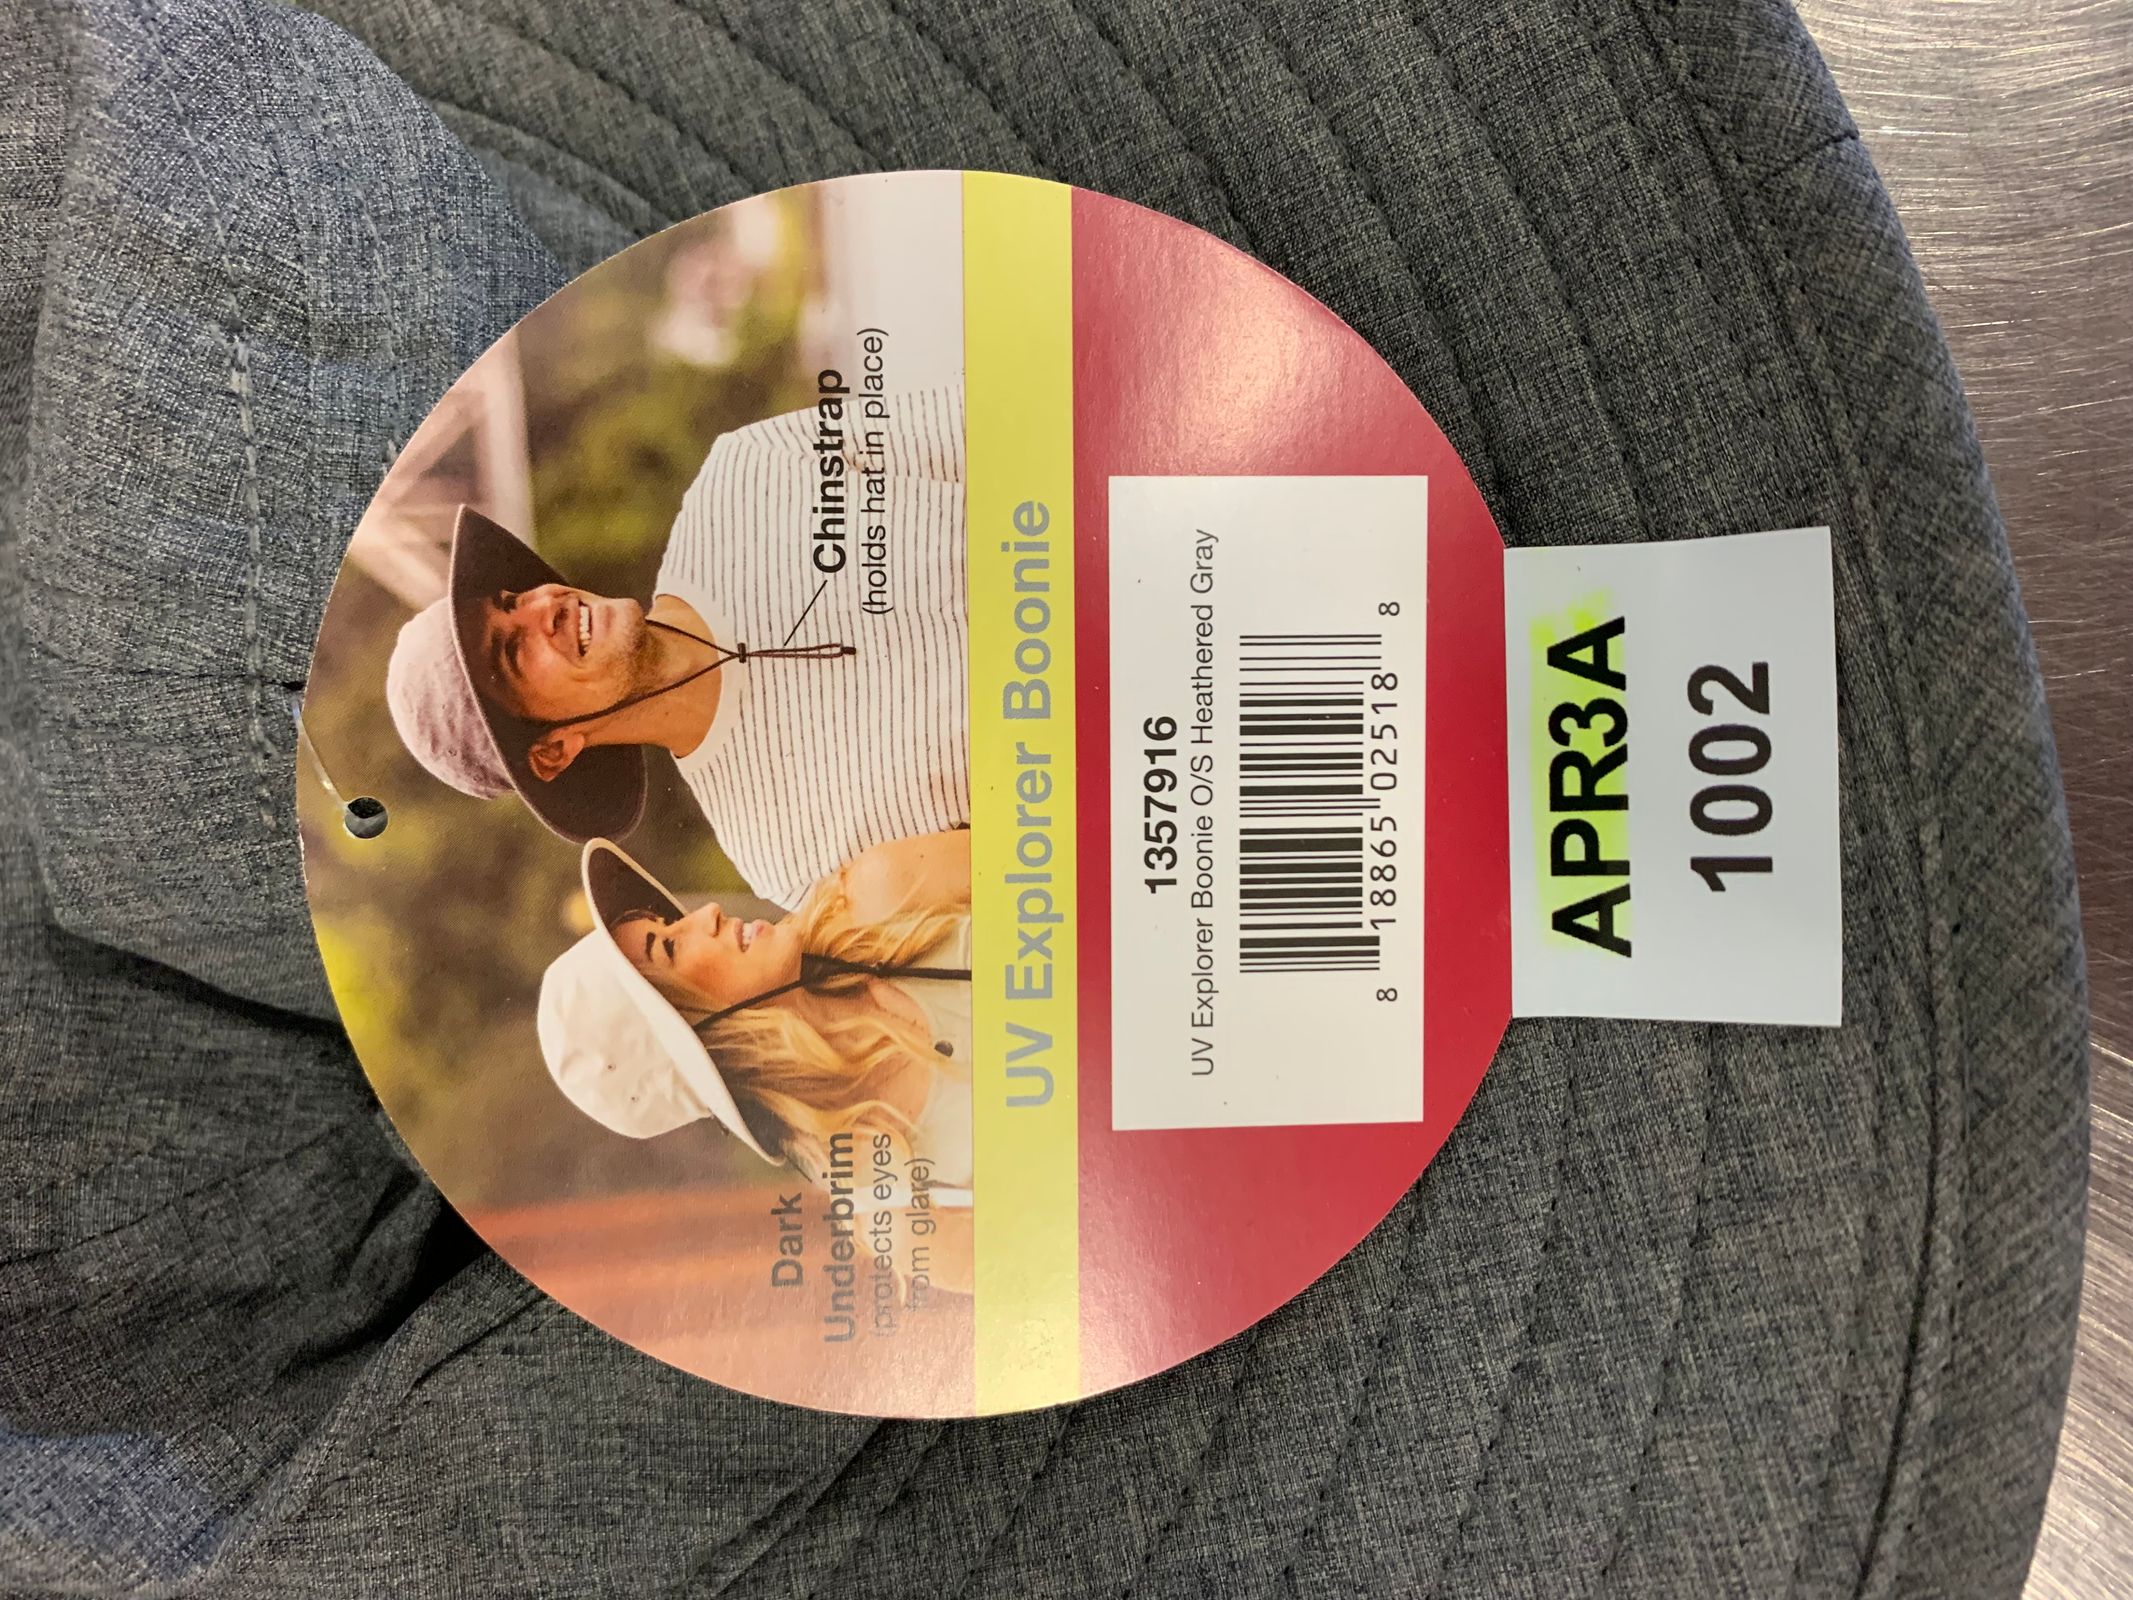 Dark
Underbrim
(protects eyes
from glare)
Chinstrap
(holds hat in place)
UV Explorer Boonie
1357916
UV Explorer Boonie O/S Heathered Gray
8 18865 02518 8
APR3A
1002